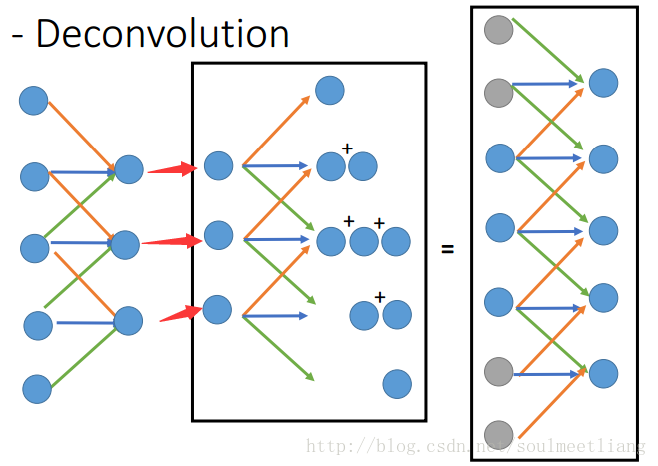 - Deconvolution
+
+ +
+
=
http://blog.csdn.net/soulmeetliang